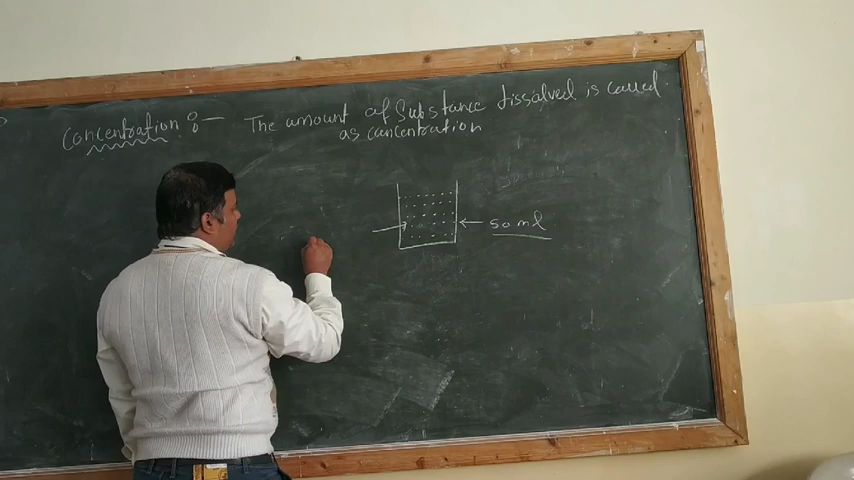 Concentration :- The amount of Substance dissolved is called
as concentration
50 ml